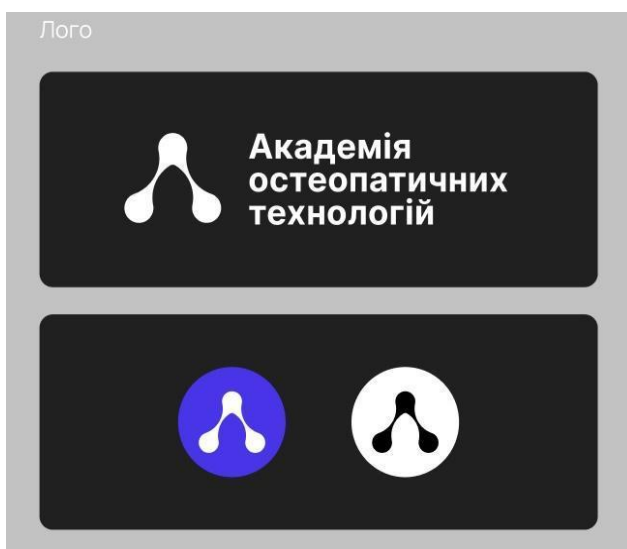 Лого
Академія
остеопатичних
технологій